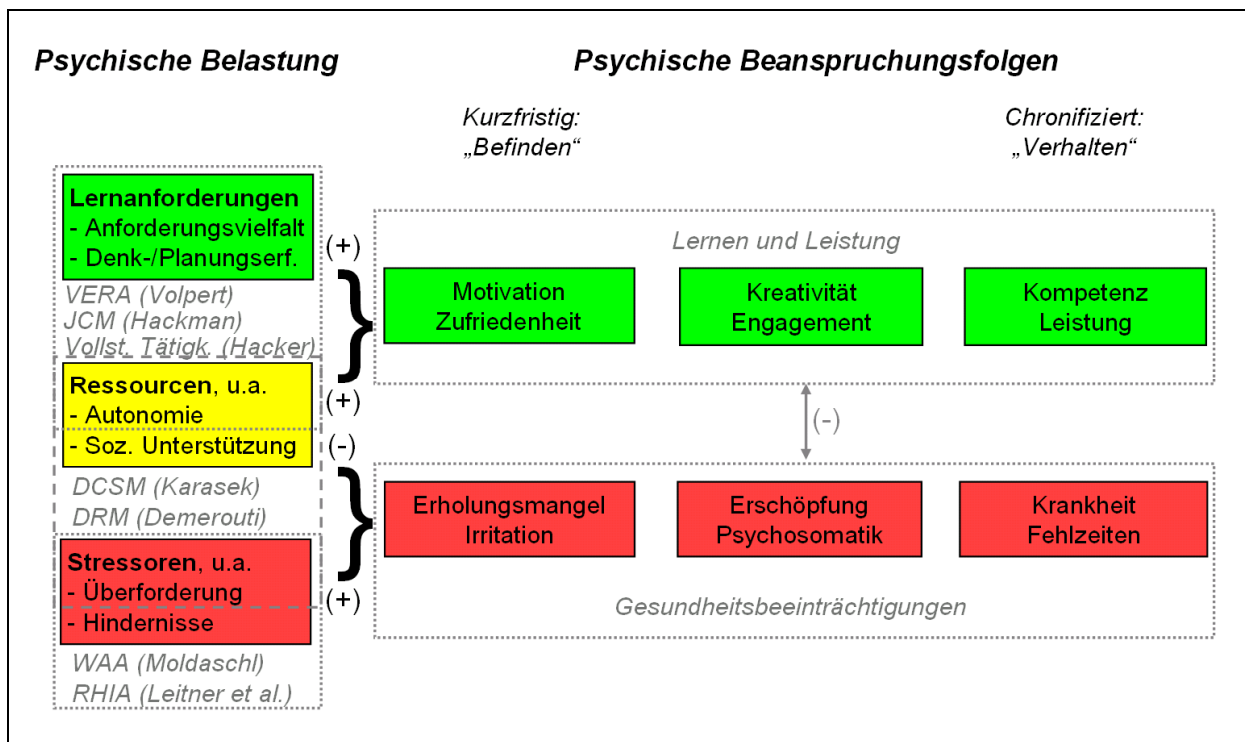 Psychische Belastung
Psychische Beanspruchungsfolgen
Kurzfristig:
„Befinden“
Chronifiziert:
„Verhalten“
Lernanforderungen
- Anforderungsvielfalt
- Denk-/Planungserf.
(+)
VERA (Volpert)
JCM (Hackman)
Vollst. Tätigk. (Hacker)
Ressourcen, u.a.
- Autonomie
- Soz. Unterstützung
(+)
(-)
DCSM (Karasek)
DRM (Demerouti)
Stressoren, u.a.
- Überforderung
- Hindernisse
(+)
WAA (Moldaschl)
RHIA (Leitner et al.)
}
}
Lernen und Leistung
Motivation
Zufriedenheit
Kreativität
Engagement
Kompetenz
Leistung
(-)
Erholungsmangel
Irritation
Erschöpfung
Psychosomatik
Krankheit
Fehlzeiten
Gesundheitsbeeinträchtigungen